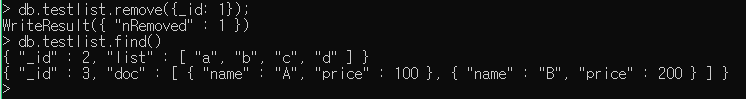 > db.testlist.remove({_id: 1});
WriteResult({ "nRemoved" : 1 })
> db.testlist.find()
{ "_id" : 2, "list" : [ "a", "b", "c", "d" ] }
{ "_id" : 3, "doc" : [ { "name" : "A", "price" : 100 }, { "name" : "B", "price" : 200 } ] }
>